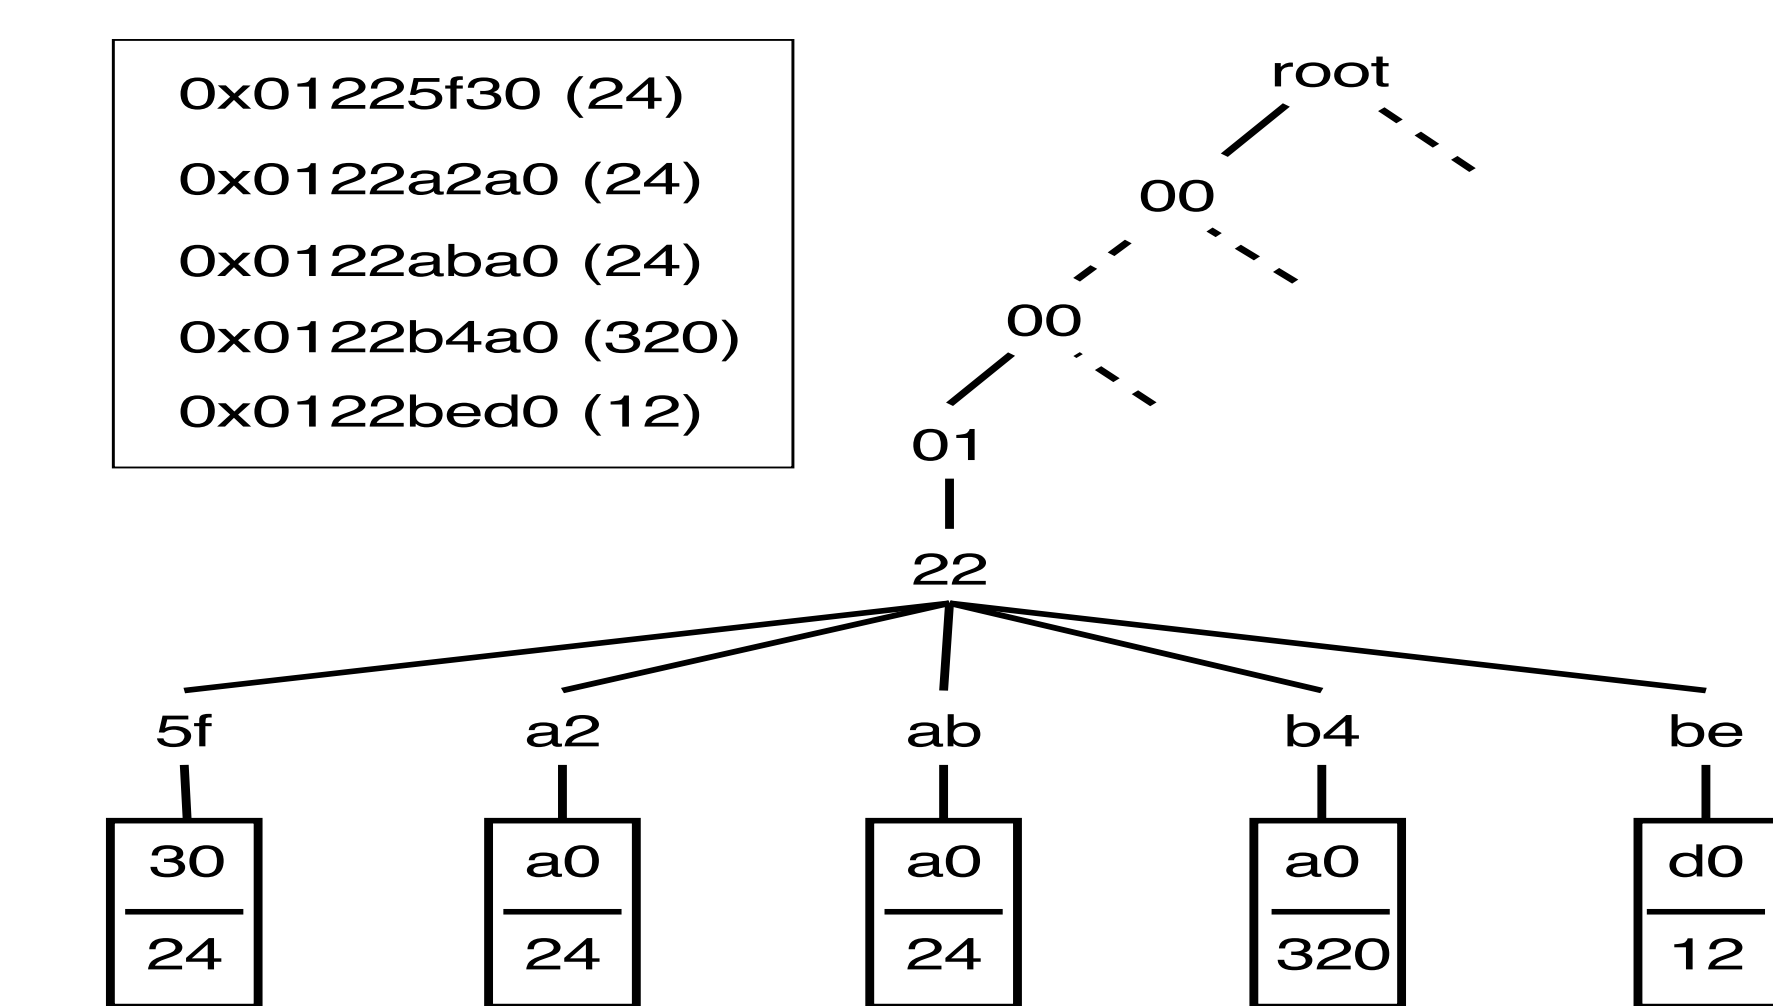 0x01225f30 (24)
0x0122a2a0 (24)
0x0122aba0 (24)
0x0122b4a0 (320)
0x0122bed0 (12)
root
00
00
01
22
5f a2 ab b4 be
30 a0 a0 a0 d0
24 24 24 320 12